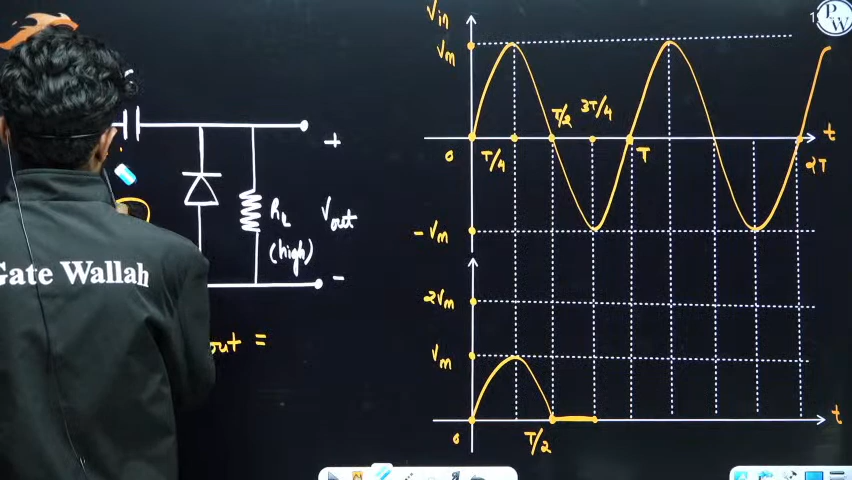 Vin
PW
Vm
T/2
3T/4
+
0
T/4
T
t
2T
RL
Vout
(high)
-Vm
-
Gate Wallah
2Vm
out =
Vm
t
0
T/2